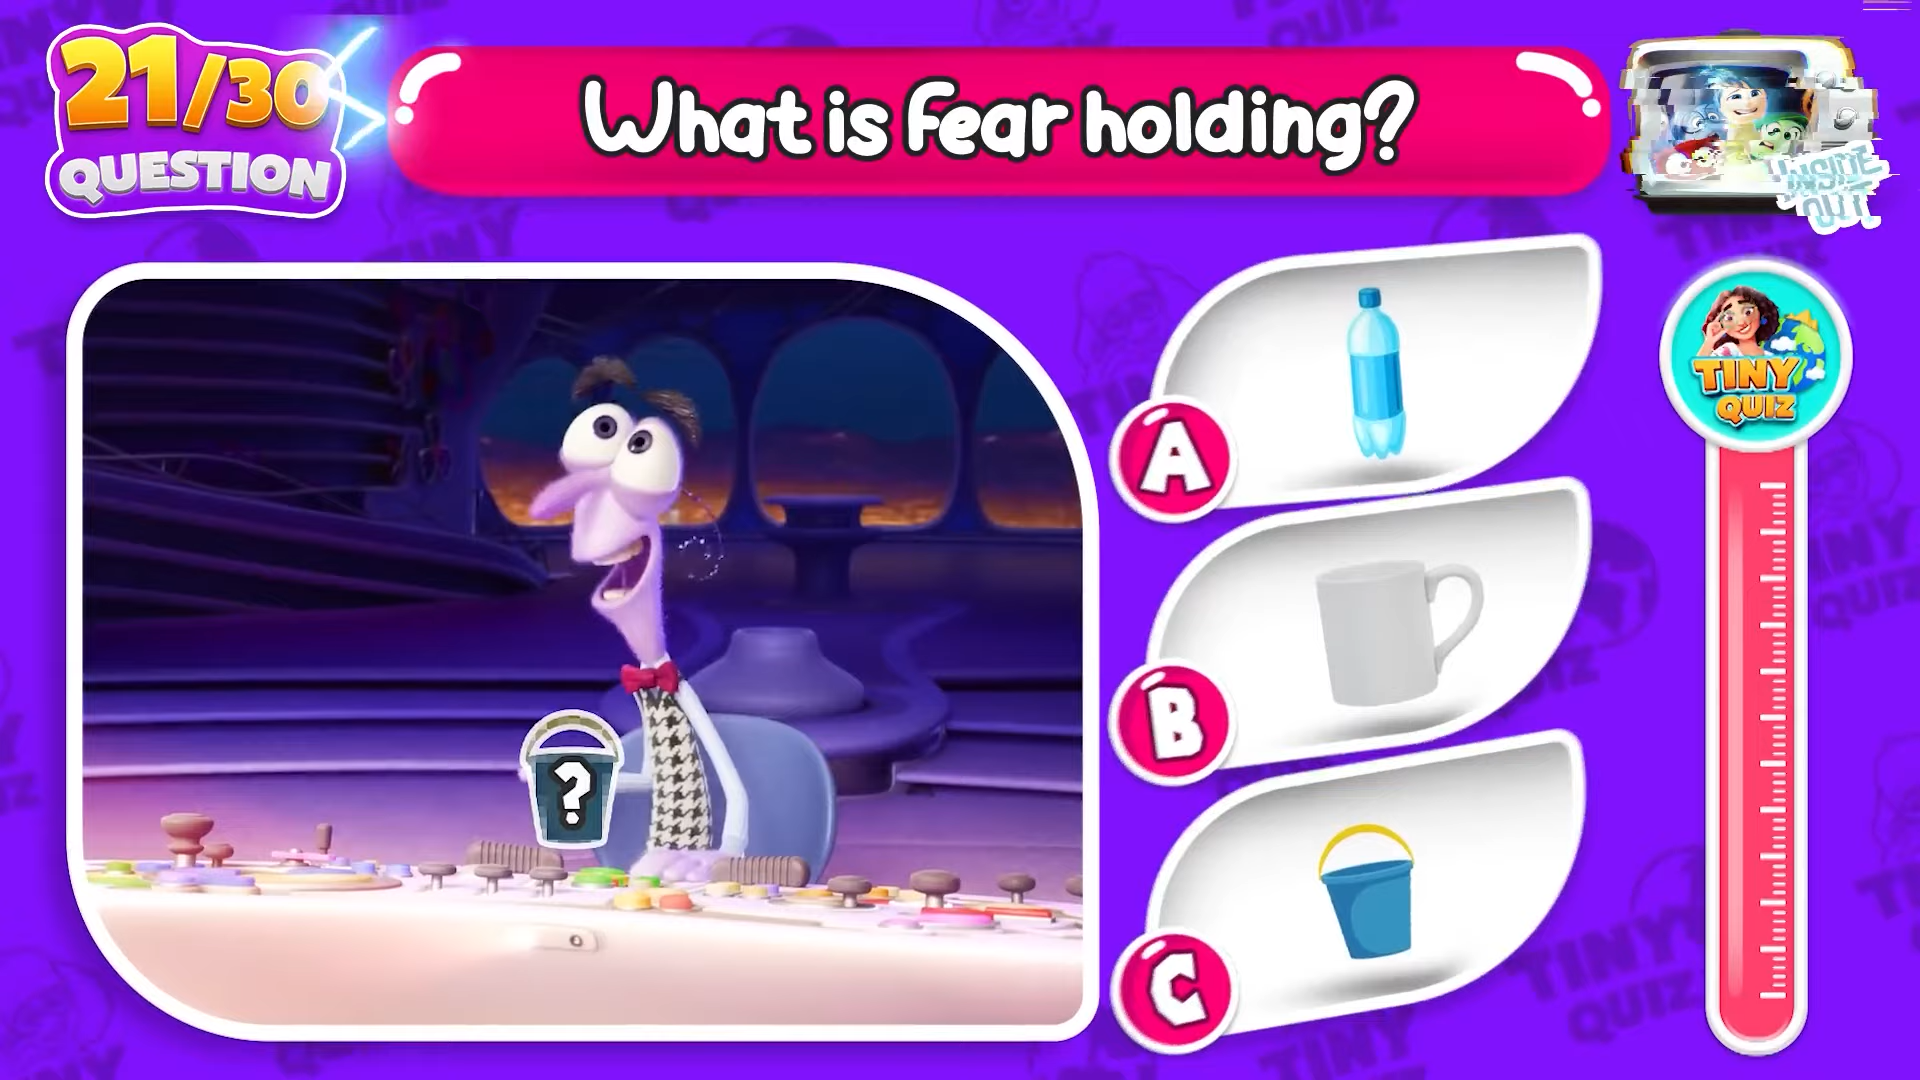 21/30
QUESTION
What is Fear holding?
INSIDE
OUT
TINY
QUIZ
?
A
B
C